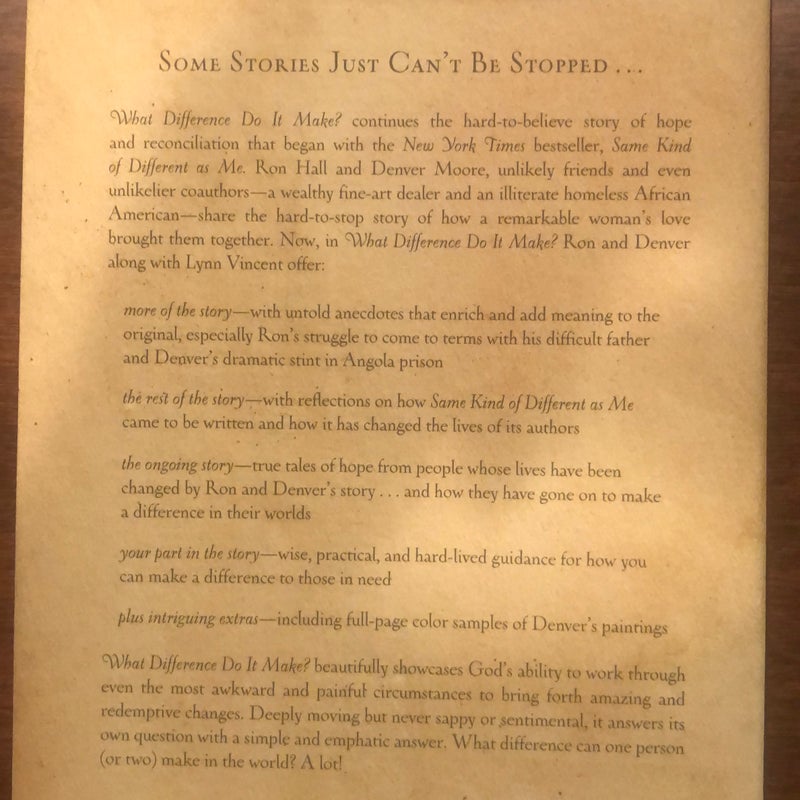 Some Stories Just Can't Be Stopped . . .
What Difference Do It Make? continues the hard-to-believe story of hope
and reconciliation that began with the New York Times bestseller, Same Kind
of Different as Me. Ron Hall and Denver Moore, unlikely friends and even
unlikelier coauthors—a wealthy fine-art dealer and an illiterate homeless African
American—share the hard-to-stop story of how a remarkable woman's love
brought them together. Now, in What Difference Do It Make? Ron and Denver
along with Lynn Vincent offer:
more of the story—with untold anecdotes that enrich and add meaning to the
original, especially Ron's struggle to come to terms with his difficult father
and Denver's dramatic stint in Angola prison
the rest of the story—with reflections on how Same Kind of Different as Me
came to be written and how it has changed the lives of its authors
the ongoing story—true tales of hope from people whose lives have been
changed by Ron and Denver's story . . . and how they have gone on to make
a difference in their worlds
your part in the story—wise, practical, and hard-lived guidance for how you
can make a difference to those in need
plus intriguing extras—including full-page color samples of Denver's paintings
What Difference Do It Make? beautifully showcases God's ability to work through
even the most awkward and painful circumstances to bring forth amazing and
redemptive changes. Deeply moving but never sappy or sentimental, it answers its
own question with a simple and emphatic answer. What difference can one person
(or two) make in the world? A lot!